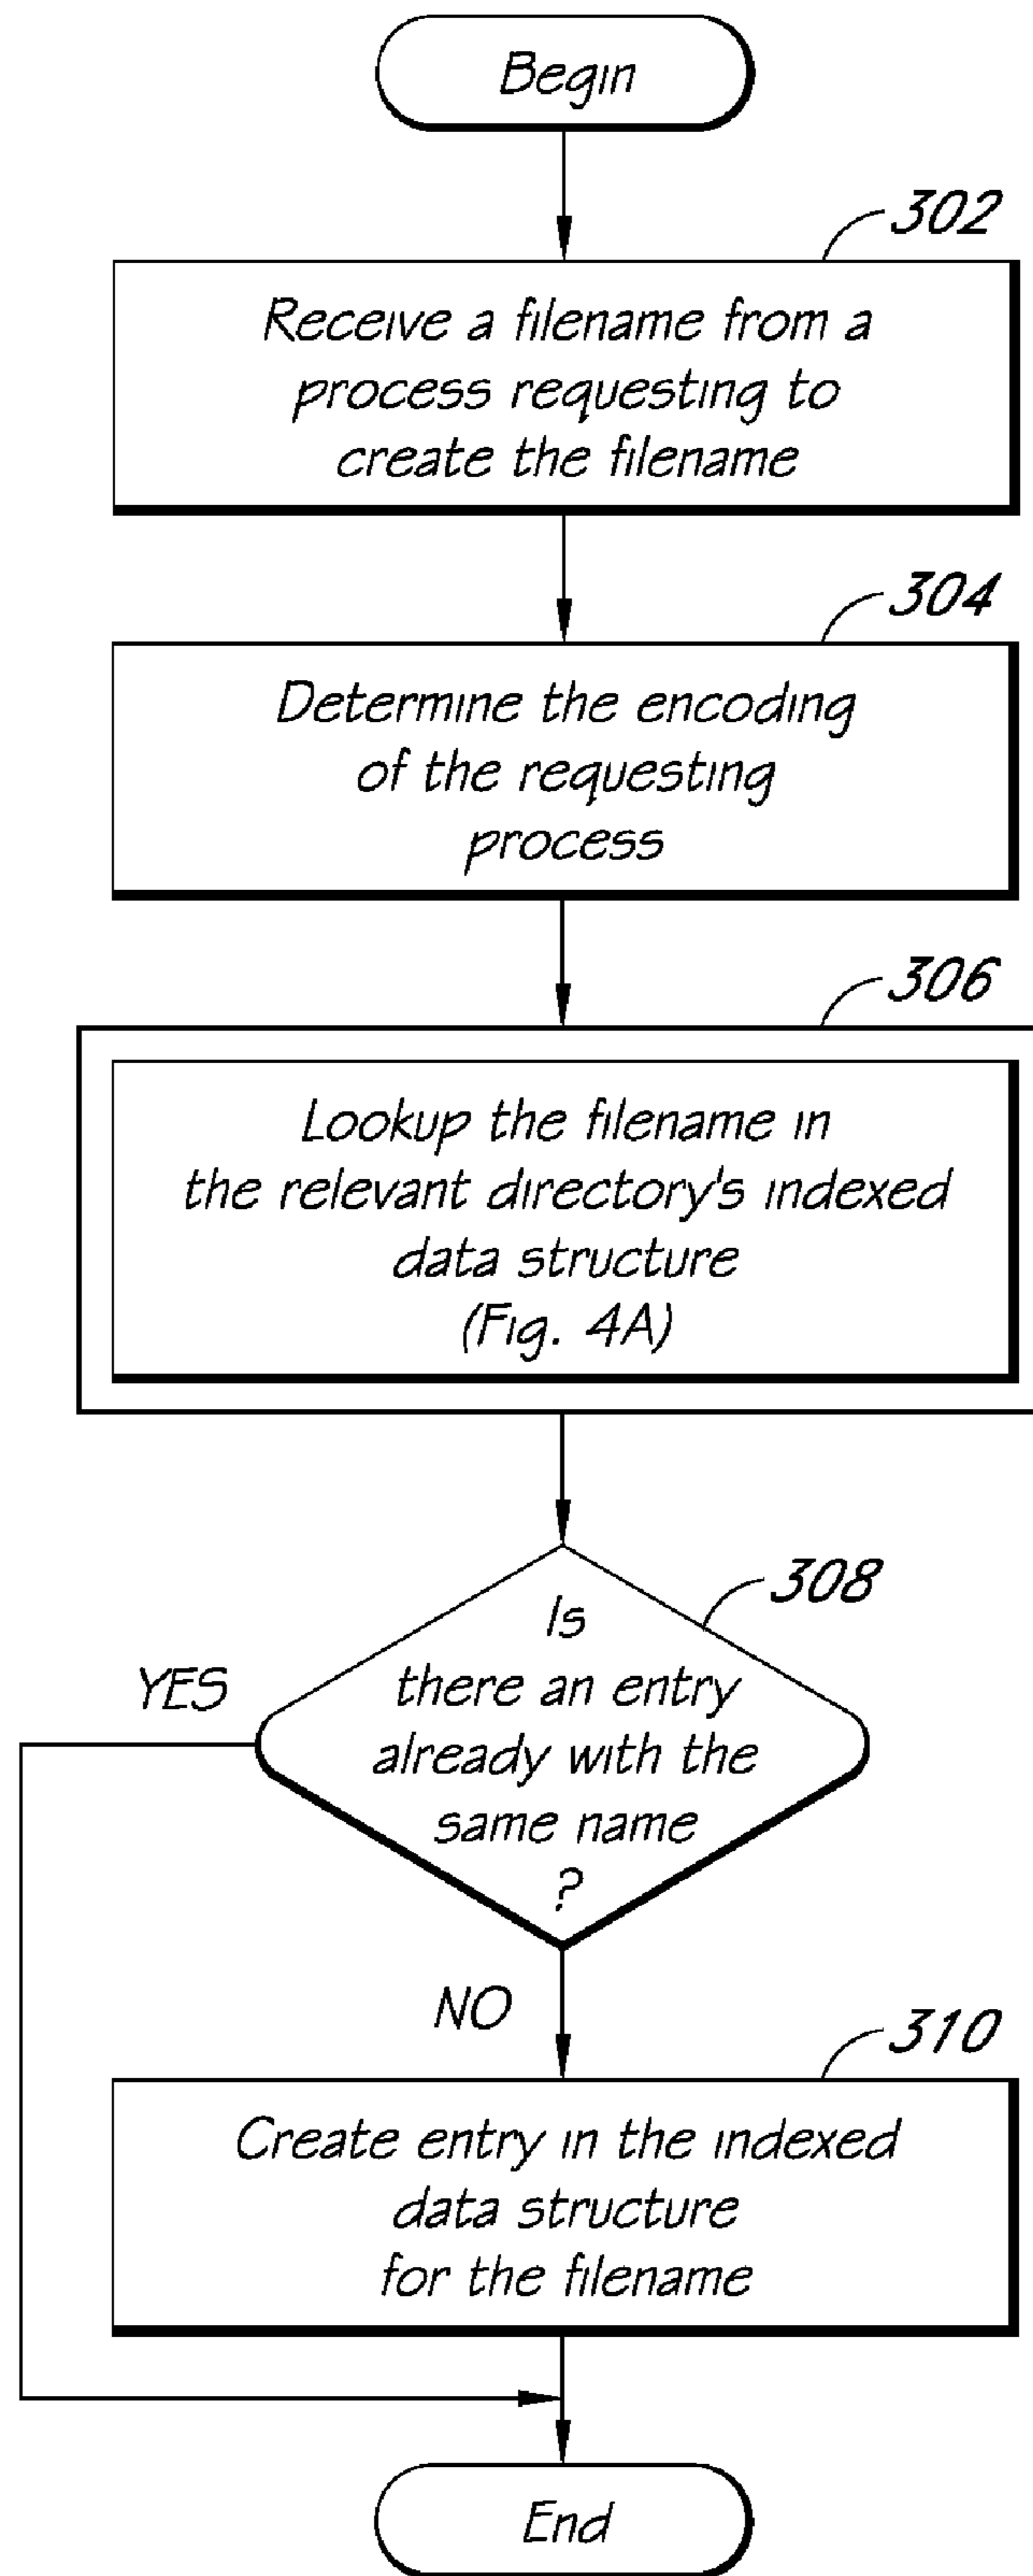 Begin
302
Receive a filename from a
process requesting to
create the filename
304
Determine the encoding
of the requesting
process
306
Lookup the filename in
the relevant directory's indexed
data structure
(Fig. 4A)
308
Is
there an entry
already with the
same name
?
YES
NO
310
Create entry in the indexed
data structure
for the filename
End